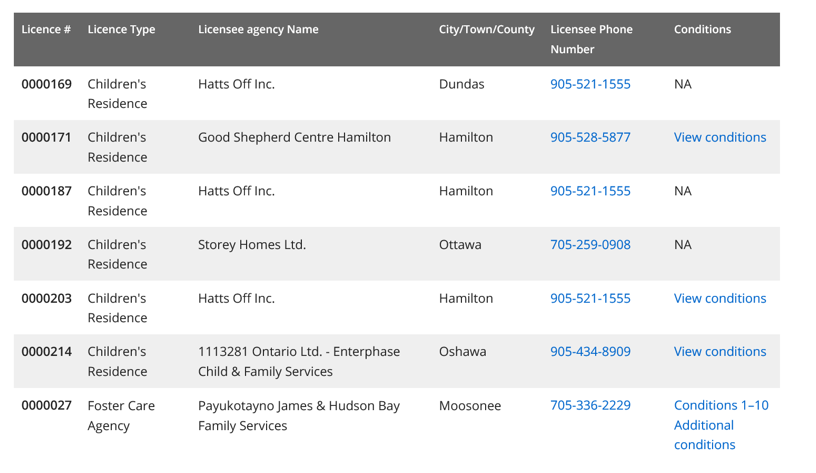 Licence # Licence Type Licensee agency Name City/Town/County Licensee Phone Conditions
Number
0000169 Children's Hatts Off Inc. Dundas 905-521-1555 NA
Residence
0000171 Children's Good Shepherd Centre Hamilton Hamilton 905-528-5877 View conditions
Residence
0000187 Children's Hatts Off Inc. Hamilton 905-521-1555 NA
Residence
0000192 Children's Storey Homes Ltd. Ottawa 705-259-0908 NA
Residence
0000203 Children's Hatts Off Inc. Hamilton 905-521-1555 View conditions
Residence
0000214 Children's 1113281 Ontario Ltd. - Enterphase Oshawa 905-434-8909 View conditions
Residence Child & Family Services
0000027 Foster Care Payukotayno James & Hudson Bay Moosonee 705-336-2229 Conditions 1–10
Agency Family Services Additional
conditions